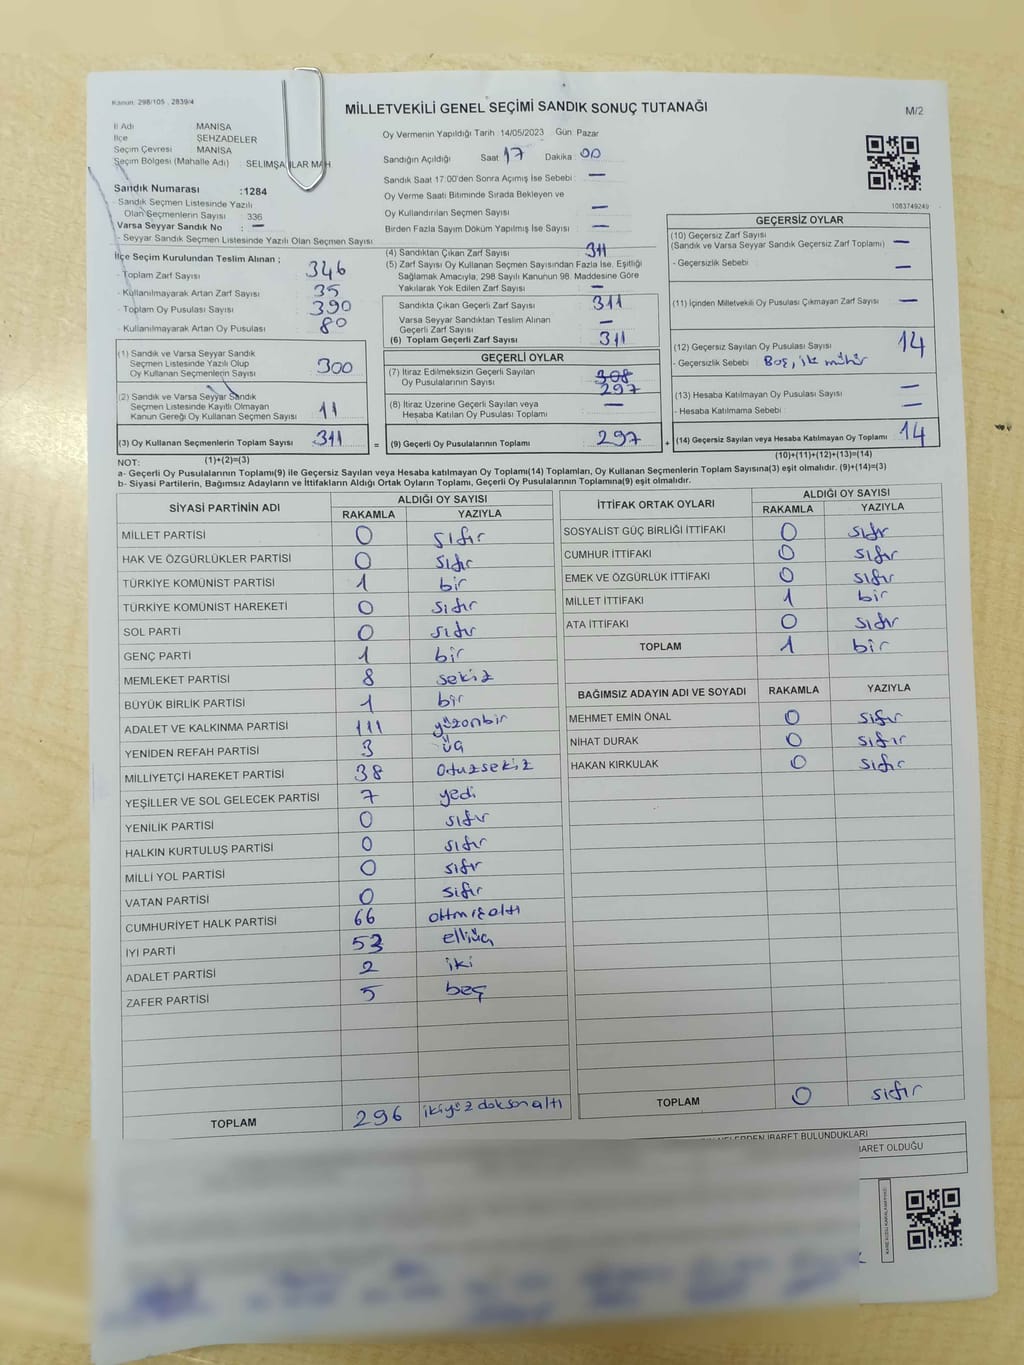 Kanun: 298/105 , 2839/4
MİLLETVEKİLİ GENEL SEÇİMİ SANDIK SONUÇ TUTANAĞI
M/2
İl Adı MANİSA
İlçe ŞEHZADELER
Seçim Çevresi MANİSA
Seçim Bölgesi (Mahalle Adı) : SELİMŞAHLAR MAH.
Sandık Numarası :1284
- Sandık Seçmen Listesinde Yazılı
Olan Seçmenlerin Sayısı 336
Varsa Seyyar Sandık No : —
- Seyyar Sandık Seçmen Listesinde Yazılı Olan Seçmen Sayısı:
İlçe Seçim Kurulundan Teslim Alınan ;
- Toplam Zarf Sayısı 346
- Kullanılmayarak Artan Zarf Sayısı 35
- Toplam Oy Pusulası Sayısı 390
- Kullanılmayarak Artan Oy Pusulası 80
(1) Sandık ve Varsa Seyyar Sandık
Seçmen Listesinde Yazılı Olup
Oy Kullanan Seçmenlerin Sayısı 300
(2) Sandık ve Varsa Seyyar Sandık
Seçmen Listesinde Kayıtlı Olmayan
Kanun Gereği Oy Kullanan Seçmen Sayısı 11
(3) Oy Kullanan Seçmenlerin Toplam Sayısı 311 =
(1)+(2)=(3)
Oy Vermenin Yapıldığı Tarih : 14/05/2023 Gün Pazar
Sandığın Açıldığı Saat 17 Dakika 00
Sandık Saat 17:00'den Sonra Açımış İse Sebebi : —
Oy Verme Saati Bitiminde Sırada Bekleyen ve
Oy Kullandırılan Seçmen Sayısı —
Birden Fazla Sayım Döküm Yapılmış İse Sayısı : —
(4) Sandıktan Çıkan Zarf Sayısı 311
(5) Zarf Sayısı Oy Kullanan Seçmen Sayısından Fazla İse, Eşitliği
Sağlamak Amacıyla, 298 Sayılı Kanunun 98. Maddesine Göre
Yakılarak Yok Edilen Zarf Sayısı —
Sandıkta Çıkan Geçerli Zarf Sayısı 311
Varsa Seyyar Sandıktan Teslim Alınan
Geçerli Zarf Sayısı —
(6) Toplam Geçerli Zarf Sayısı 311
GEÇERLİ OYLAR
(7) İtiraz Edilmeksizin Geçerli Sayılan 308
Oy Pusulalarının Sayısı 297
(8) İtiraz Üzerine Geçerli Sayılan veya
Hesaba Katılan Oy Pusulası Toplamı —
(9) Geçerli Oy Pusulalarının Toplamı 297 +
1083749249
GEÇERSİZ OYLAR
(10) Geçersiz Zarf Sayısı
(Sandık ve Varsa Seyyar Sandık Geçersiz Zarf Toplamı) —
- Geçersizlik Sebebi : —
(11) İçinden Milletvekili Oy Pusulası Çıkmayan Zarf Sayısı —
(12) Geçersiz Sayılan Oy Pusulası Sayısı 14
- Geçersizlik Sebebi : Boş, iki mühür
(13) Hesaba Katılmayan Oy Pusulası Sayısı —
- Hesaba Katılmama Sebebi : —
(14) Geçersiz Sayılan veya Hesaba Katılmayan Oy Toplamı 14
(10)+(11)+(12)+(13)=(14)
NOT:
a- Geçerli Oy Pusulalarının Toplamı(9) ile Geçersiz Sayılan veya Hesaba katılmayan Oy Toplamı(14) Toplamları, Oy Kullanan Seçmenlerin Toplam Sayısına(3) eşit olmalıdır. (9)+(14)=(3)
b- Siyasi Partilerin, Bağımsız Adayların ve İttifakların Aldığı Ortak Oyların Toplamı, Geçerli Oy Pusulalarının Toplamına(9) eşit olmalıdır.
SİYASİ PARTİNİN ADI ALDIĞI OY SAYISI
RAKAMLA YAZIYLA
MİLLET PARTİSİ 0 sıfır
HAK VE ÖZGÜRLÜKLER PARTİSİ 0 sıfır
TÜRKİYE KOMÜNİST PARTİSİ 1 bir
TÜRKİYE KOMÜNİST HAREKETİ 0 sıfır
SOL PARTİ 0 sıfır
GENÇ PARTİ 1 bir
MEMLEKET PARTİSİ 8 sekiz
BÜYÜK BİRLİK PARTİSİ 1 bir
ADALET VE KALKINMA PARTİSİ 111 yüzonbir
YENİDEN REFAH PARTİSİ 3 üç
MİLLİYETÇİ HAREKET PARTİSİ 38 otuzsekiz
YEŞİLLER VE SOL GELECEK PARTİSİ 7 yedi
YENİLİK PARTİSİ 0 sıfır
HALKIN KURTULUŞ PARTİSİ 0 sıfır
MİLLİ YOL PARTİSİ 0 sıfır
VATAN PARTİSİ 0 sıfır
CUMHURİYET HALK PARTİSİ 66 altmışaltı
İYİ PARTİ 53 elliüç
ADALET PARTİSİ 2 iki
ZAFER PARTİSİ 5 beş
TOPLAM 296 ikiyüzdoksanaltı
İTTİFAK ORTAK OYLARI ALDIĞI OY SAYISI
RAKAMLA YAZIYLA
SOSYALİST GÜÇ BİRLİĞİ İTTİFAKI 0 sıfır
CUMHUR İTTİFAKI 0 sıfır
EMEK VE ÖZGÜRLÜK İTTİFAKI 0 sıfır
MİLLET İTTİFAKI 1 bir
ATA İTTİFAKI 0 sıfır
TOPLAM 1 bir
BAĞIMSIZ ADAYIN ADI VE SOYADI RAKAMLA YAZIYLA
MEHMET EMİN ÖNAL 0 sıfır
NİHAT DURAK 0 sıfır
HAKAN KIRKULAK 0 sıfır
TOPLAM 0 sıfır
İBARET BULUNDUKLARI
İBARET OLDUĞU